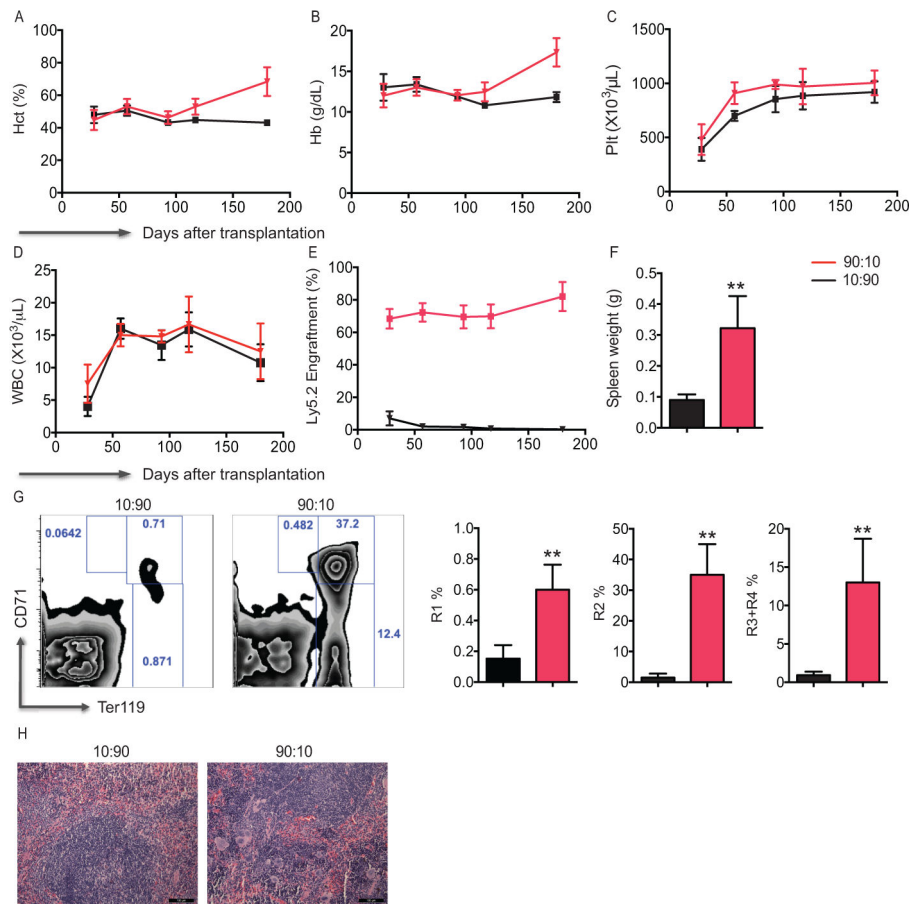 A
Hct (%)
100
80
60
40
20
0
0 50 100 150 200
B
Hb (g/dL)
20
15
10
5
0
0 50 100 150 200
C
Plt (X10³/µL)
1500
1000
500
0
0 50 100 150 200
Days after transplantation
D
WBC (X10³/µL)
25
20
15
10
5
0
0 50 100 150 200
E
Ly5.2 Engraftment (%)
100
80
60
40
20
0
0 50 100 150 200
F
90:10
10:90
Spleen weight (g)
0.5
0.4
0.3
0.2
0.1
0.0
**
Days after transplantation
G
10:90
0.0642
0.71
0.871
90:10
0.482
37.2
12.4
CD71
Ter119
R1 %
1.0
0.8
0.6
0.4
0.2
0.0
**
R2 %
50
40
30
20
10
0
**
R3+R4 %
20
15
10
5
0
**
H
10:90
90:10